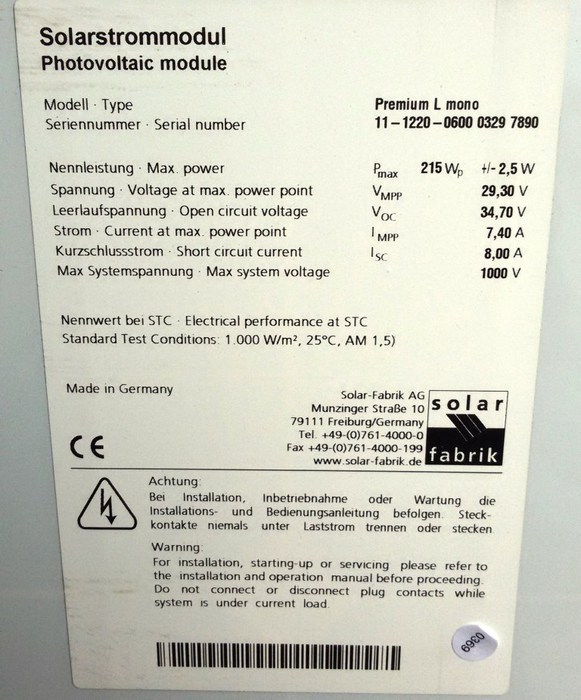 Solarstrommodul
Photovoltaic module
Modell · Type Premium L mono
Seriennummer · Serial number 11-1220-0600 0329 7890
Nennleistung · Max. power Pmax 215 Wp +/- 2,5 W
Spannung · Voltage at max. power point VMPP 29,30 V
Leerlaufspannung · Open circuit voltage VOC 34,70 V
Strom · Current at max. power point IMPP 7,40 A
Kurzschlussstrom · Short circuit current ISC 8,00 A
Max Systemspannung · Max system voltage 1000 V
Nennwert bei STC · Electrical performance at STC
Standard Test Conditions: 1.000 W/m², 25°C, AM 1,5)
Made in Germany
Solar-Fabrik AG
Munzinger Straße 10
79111 Freiburg/Germany
Tel. +49-(0)761-4000-0
Fax +49-(0)761-4000-199
www.solar-fabrik.de
solar
fabrik
CE
Achtung:
Bei Installation, Inbetriebnahme oder Wartung die
Installations- und Bedienungsanleitung befolgen. Steck-
kontakte niemals unter Laststrom trennen oder stecken
Warning:
For installation, starting-up or servicing please refer to
the installation and operation manual before proceeding.
Do not connect or disconnect plug contacts while
system is under current load.
0369